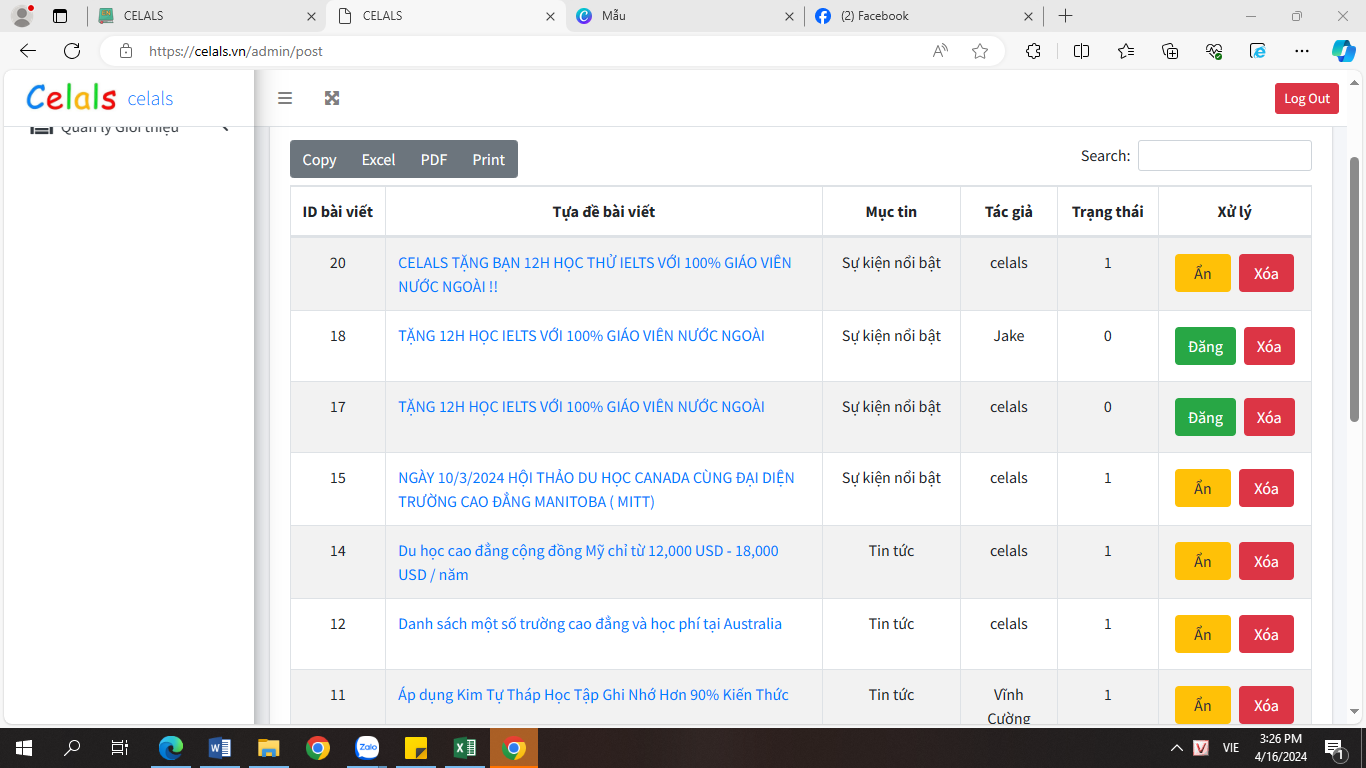 CELALS
CELALS
Mẫu
(2) Facebook
https://celals.vn/admin/post
Celals celals
Log Out
Quản lý Giới thiệu
Copy Excel PDF Print
Search:
ID bài viết Tựa đề bài viết Mục tin Tác giả Trạng thái Xử lý
20 CELALS TẶNG BẠN 12H HỌC THỬ IELTS VỚI 100% GIÁO VIÊN Sự kiện nổi bật celals 1 Ẩn Xóa
NƯỚC NGOÀI !!
18 TẶNG 12H HỌC IELTS VỚI 100% GIÁO VIÊN NƯỚC NGOÀI Sự kiện nổi bật Jake 0 Đăng Xóa
17 TẶNG 12H HỌC IELTS VỚI 100% GIÁO VIÊN NƯỚC NGOÀI Sự kiện nổi bật celals 0 Đăng Xóa
15 NGÀY 10/3/2024 HỘI THẢO DU HỌC CANADA CÙNG ĐẠI DIỆN Sự kiện nổi bật celals 1 Ẩn Xóa
TRƯỜNG CAO ĐẲNG MANITOBA ( MITT)
14 Du học cao đẳng cộng đồng Mỹ chỉ từ 12,000 USD - 18,000 Tin tức celals 1 Ẩn Xóa
USD / năm
12 Danh sách một số trường cao đẳng và học phí tại Australia Tin tức celals 1 Ẩn Xóa
11 Áp dụng Kim Tự Tháp Học Tập Ghi Nhớ Hơn 90% Kiến Thức Tin tức Vĩnh 1 Ẩn Xóa
Cường
Zalo
VIE
3:26 PM
4/16/2024
1